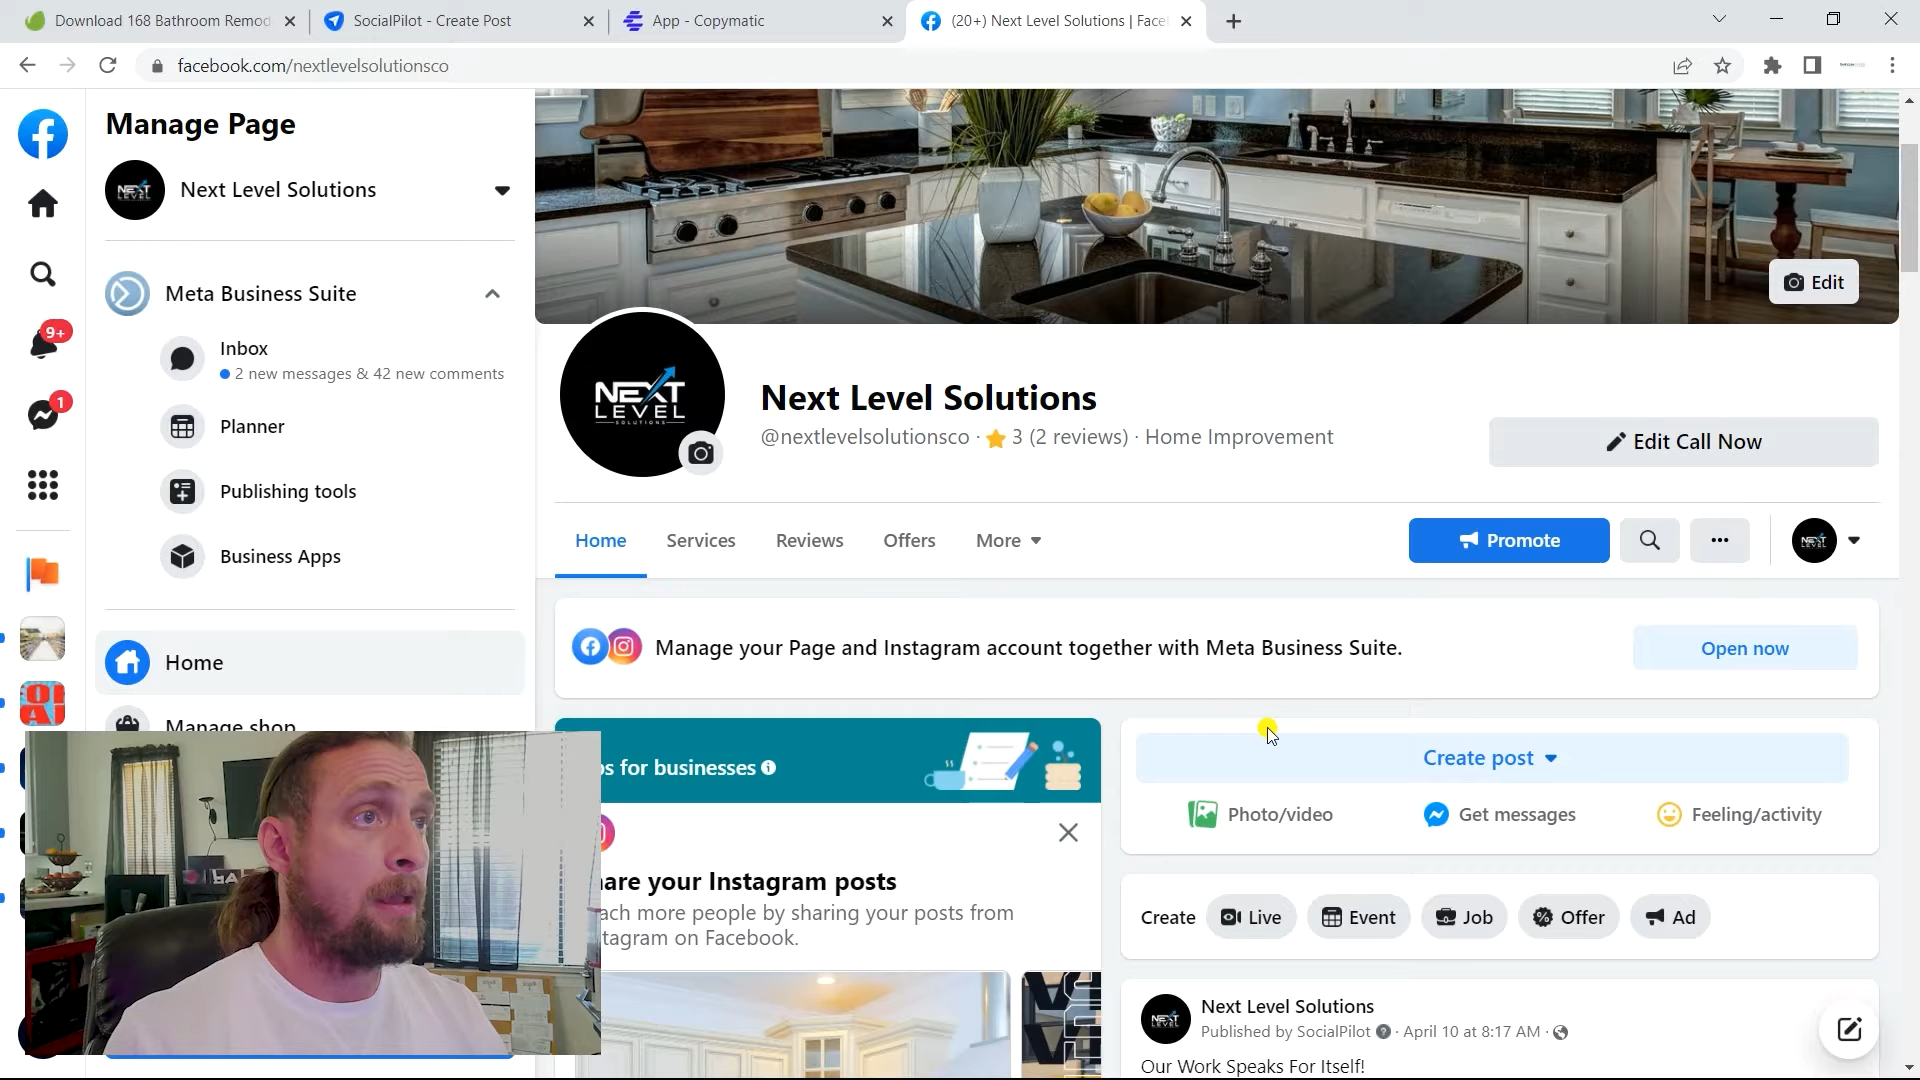 Download 168 Bathroom Remod
SocialPilot - Create Post
App - Copymatic
(20+) Next Level Solutions | Face
facebook.com/nextlevelsolutionsco
Manage Page
Next Level Solutions
Meta Business Suite
Inbox
2 new messages & 42 new comments
Planner
Publishing tools
Business Apps
Home
Manage shop
9+
1
Edit
NEXT
LEVEL
SOLUTIONS
Next Level Solutions
@nextlevelsolutionsco · 3 (2 reviews) · Home Improvement
Edit Call Now
Home Services Reviews Offers More
Promote
Manage your Page and Instagram account together with Meta Business Suite.
Open now
s for businesses
are your Instagram posts
ach more people by sharing your posts from
tagram on Facebook.
Create post
Photo/video Get messages Feeling/activity
Create Live Event Job Offer Ad
Next Level Solutions
Published by SocialPilot · April 10 at 8:17 AM ·
Our Work Speaks For Itself!